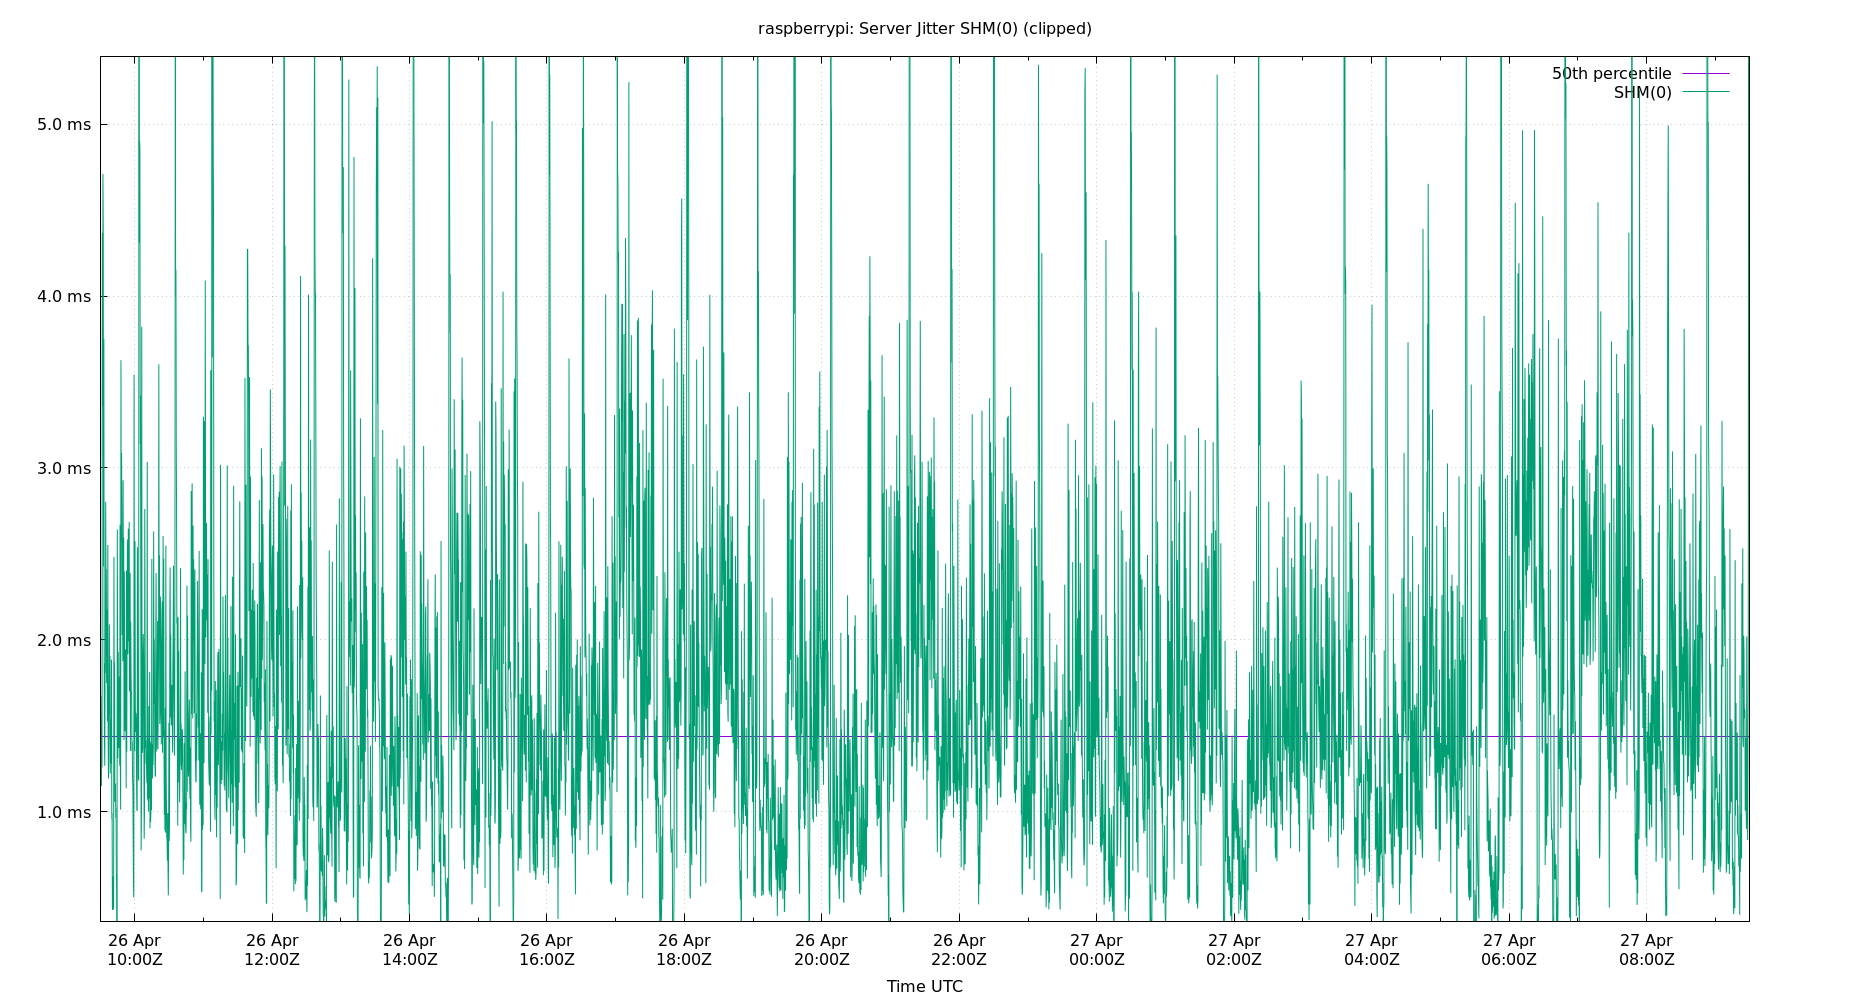 raspberrypi: Server Jitter SHM(0) (clipped)
50th percentile
SHM(0)
5.0 ms
4.0 ms
3.0 ms
2.0 ms
1.0 ms
26 Apr 26 Apr 26 Apr 26 Apr 26 Apr 26 Apr 26 Apr 27 Apr 27 Apr 27 Apr 27 Apr 27 Apr
10:00Z 12:00Z 14:00Z 16:00Z 18:00Z 20:00Z 22:00Z 00:00Z 02:00Z 04:00Z 06:00Z 08:00Z
Time UTC